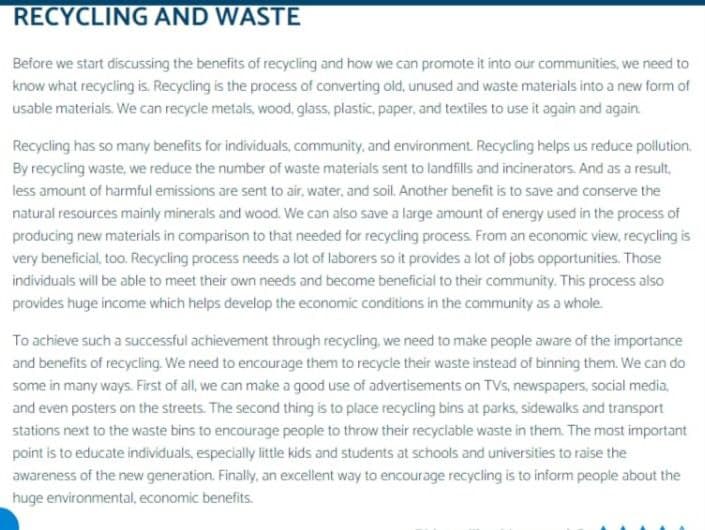 RECYCLING AND WASTE
Before we start discussing the benefits of recycling and how we can promote it into our communities, we need to
know what recycling is. Recycling is the process of converting old, unused and waste materials into a new form of
usable materials. We can recycle metals, wood, glass, plastic, paper, and textiles to use it again and again.
Recycling has so many benefits for individuals, community, and environment. Recycling helps us reduce pollution.
By recycling waste, we reduce the number of waste materials sent to landfills and incinerators. And as a result,
less amount of harmful emissions are sent to air, water, and soil. Another benefit is to save and conserve the
natural resources mainly minerals and wood. We can also save a large amount of energy used in the process of
producing new materials in comparison to that needed for recycling process. From an economic view, recycling is
very beneficial, too. Recycling process needs a lot of laborers so it provides a lot of jobs opportunities. Those
individuals will be able to meet their own needs and become beneficial to their community. This process also
provides huge income which helps develop the economic conditions in the community as a whole.
To achieve such a successful achievement through recycling, we need to make people aware of the importance
and benefits of recycling. We need to encourage them to recycle their waste instead of binning them. We can do
some in many ways. First of all, we can make a good use of advertisements on TVs, newspapers, social media,
and even posters on the streets. The second thing is to place recycling bins at parks, sidewalks and transport
stations next to the waste bins to encourage people to throw their recyclable waste in them. The most important
point is to educate individuals, especially little kids and students at schools and universities to raise the
awareness of the new generation. Finally, an excellent way to encourage recycling is to inform people about the
huge environmental, economic benefits.